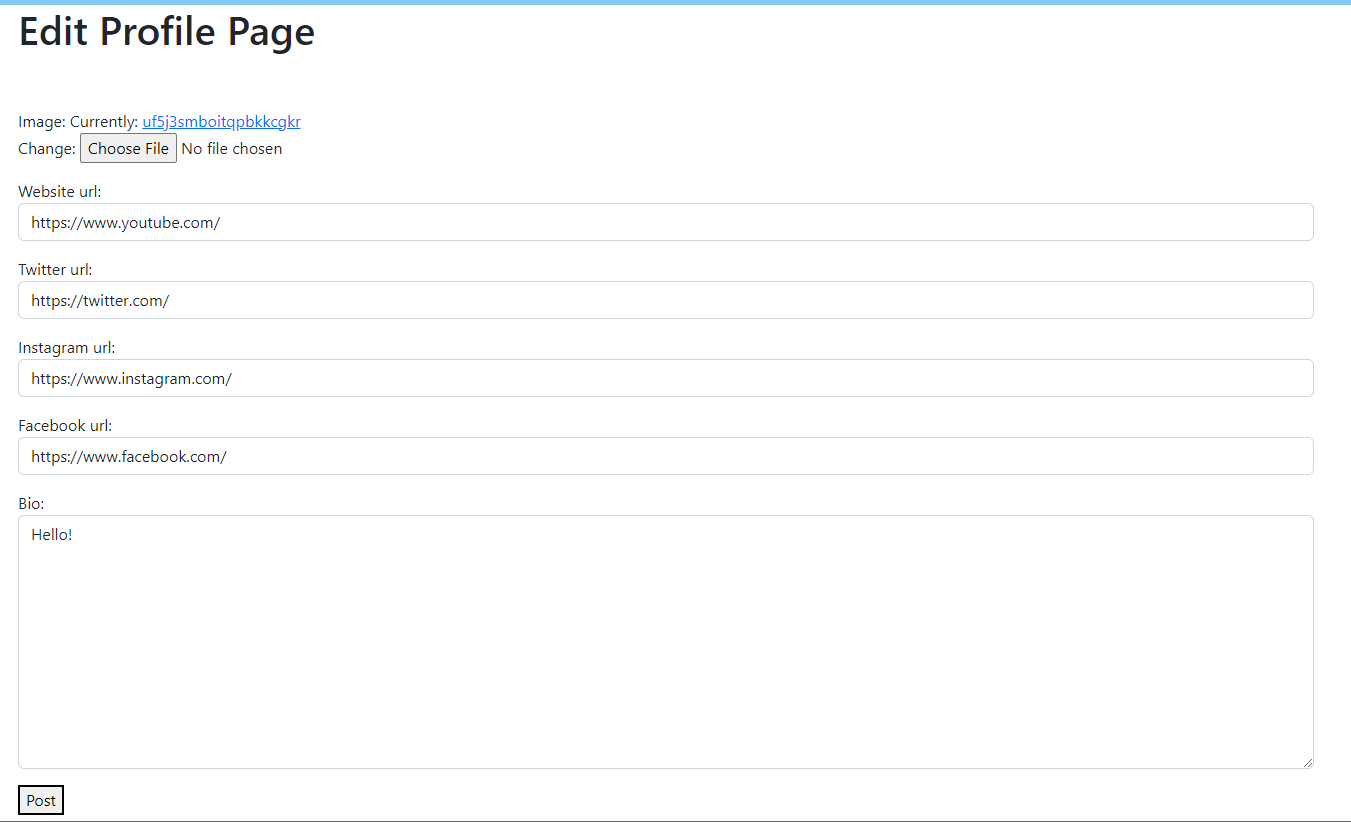 Edit Profile Page
Image: Currently: uf5j3smboitqpbkkcgkr
Change: Choose File No file chosen
Website url:
https://www.youtube.com/
Twitter url:
https://twitter.com/
Instagram url:
https://www.instagram.com/
Facebook url:
https://www.facebook.com/
Bio:
Hello!
Post